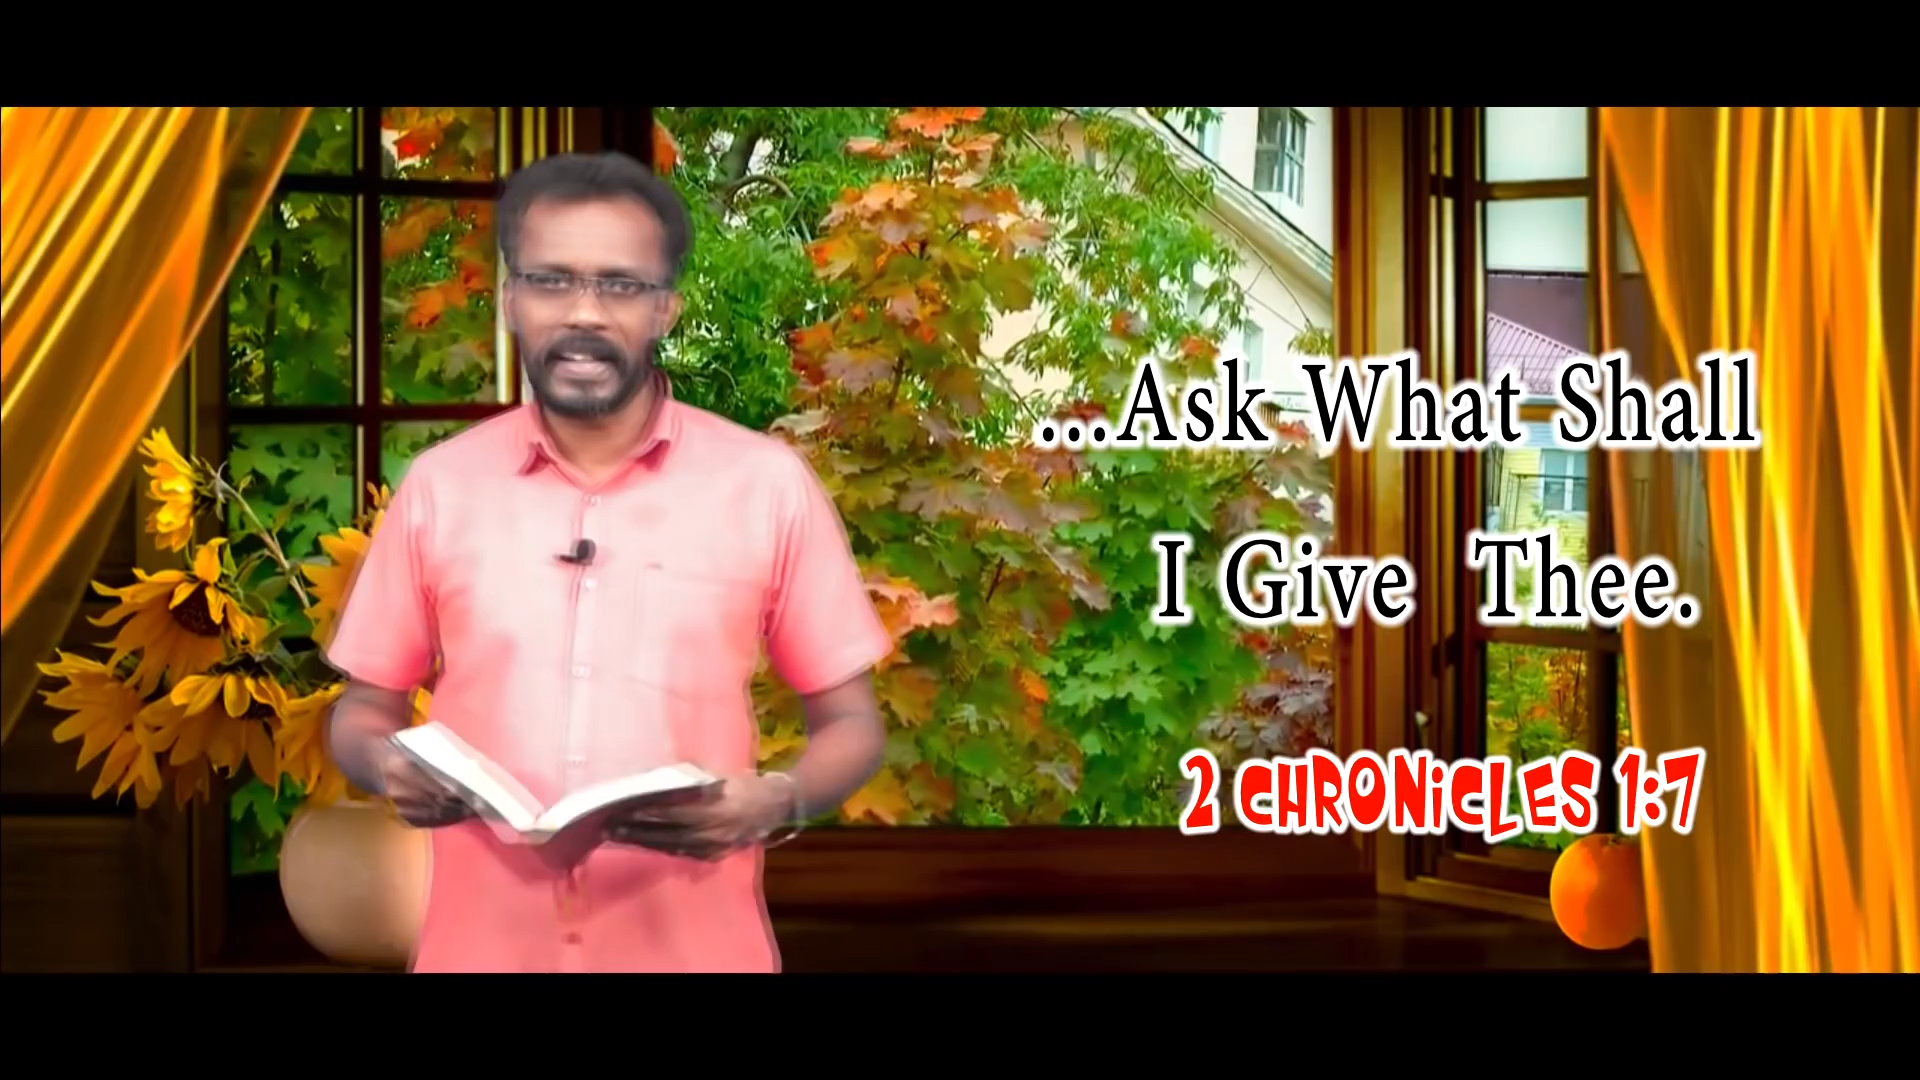 ...Ask What Shall
I Give Thee.
2 CHRONiCLES 1:7